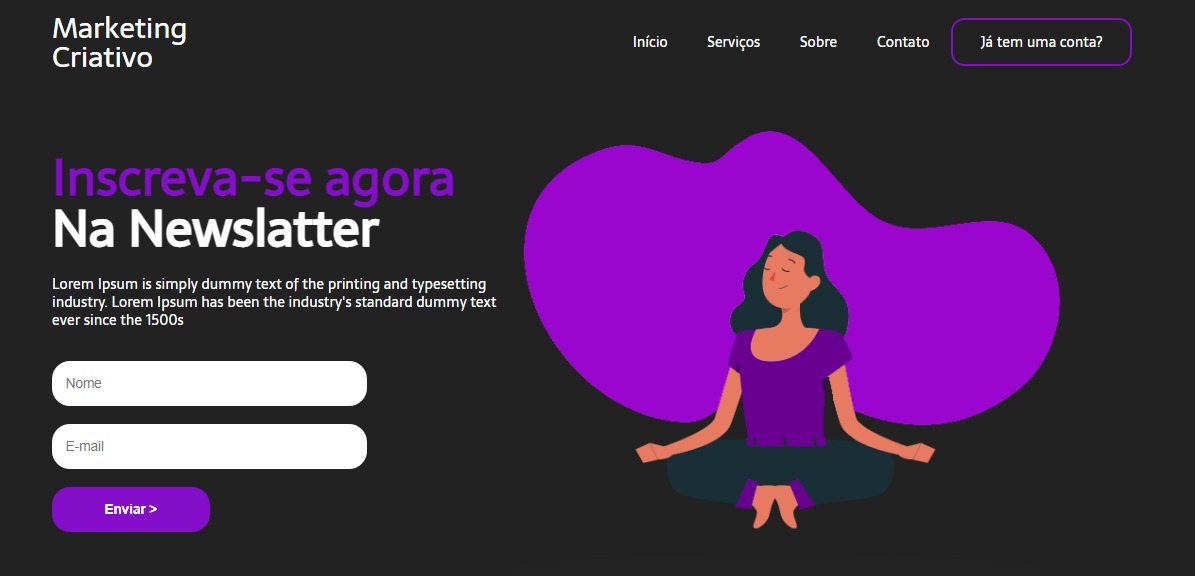 Marketing
Criativo
Início
Serviços
Sobre
Contato
Já tem uma conta?
Inscreva-se agora
Na Newslatter
Lorem Ipsum is simply dummy text of the printing and typesetting
industry. Lorem Ipsum has been the industry's standard dummy text
ever since the 1500s
Nome
E-mail
Enviar >